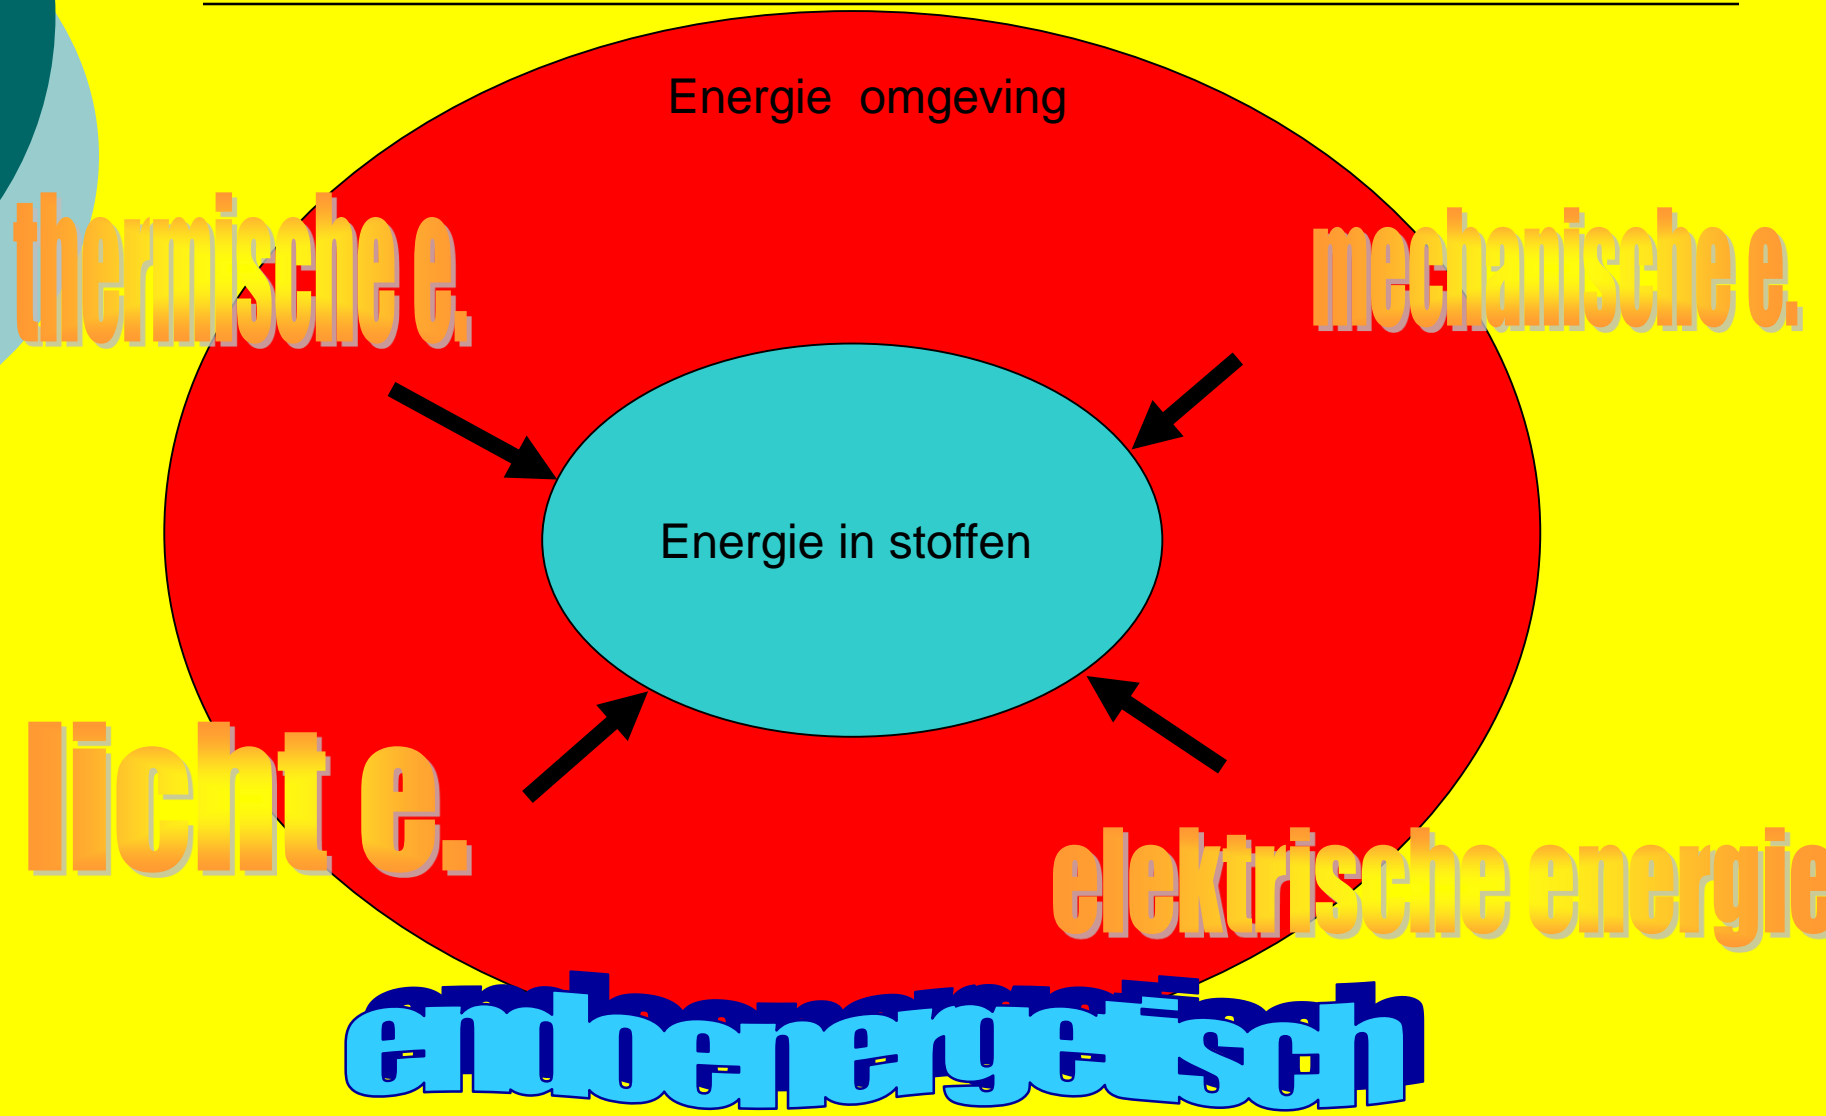 Energie omgeving
thermische e.
mechanische e.
Energie in stoffen
licht e.
elektrische energie
endoenergetisch